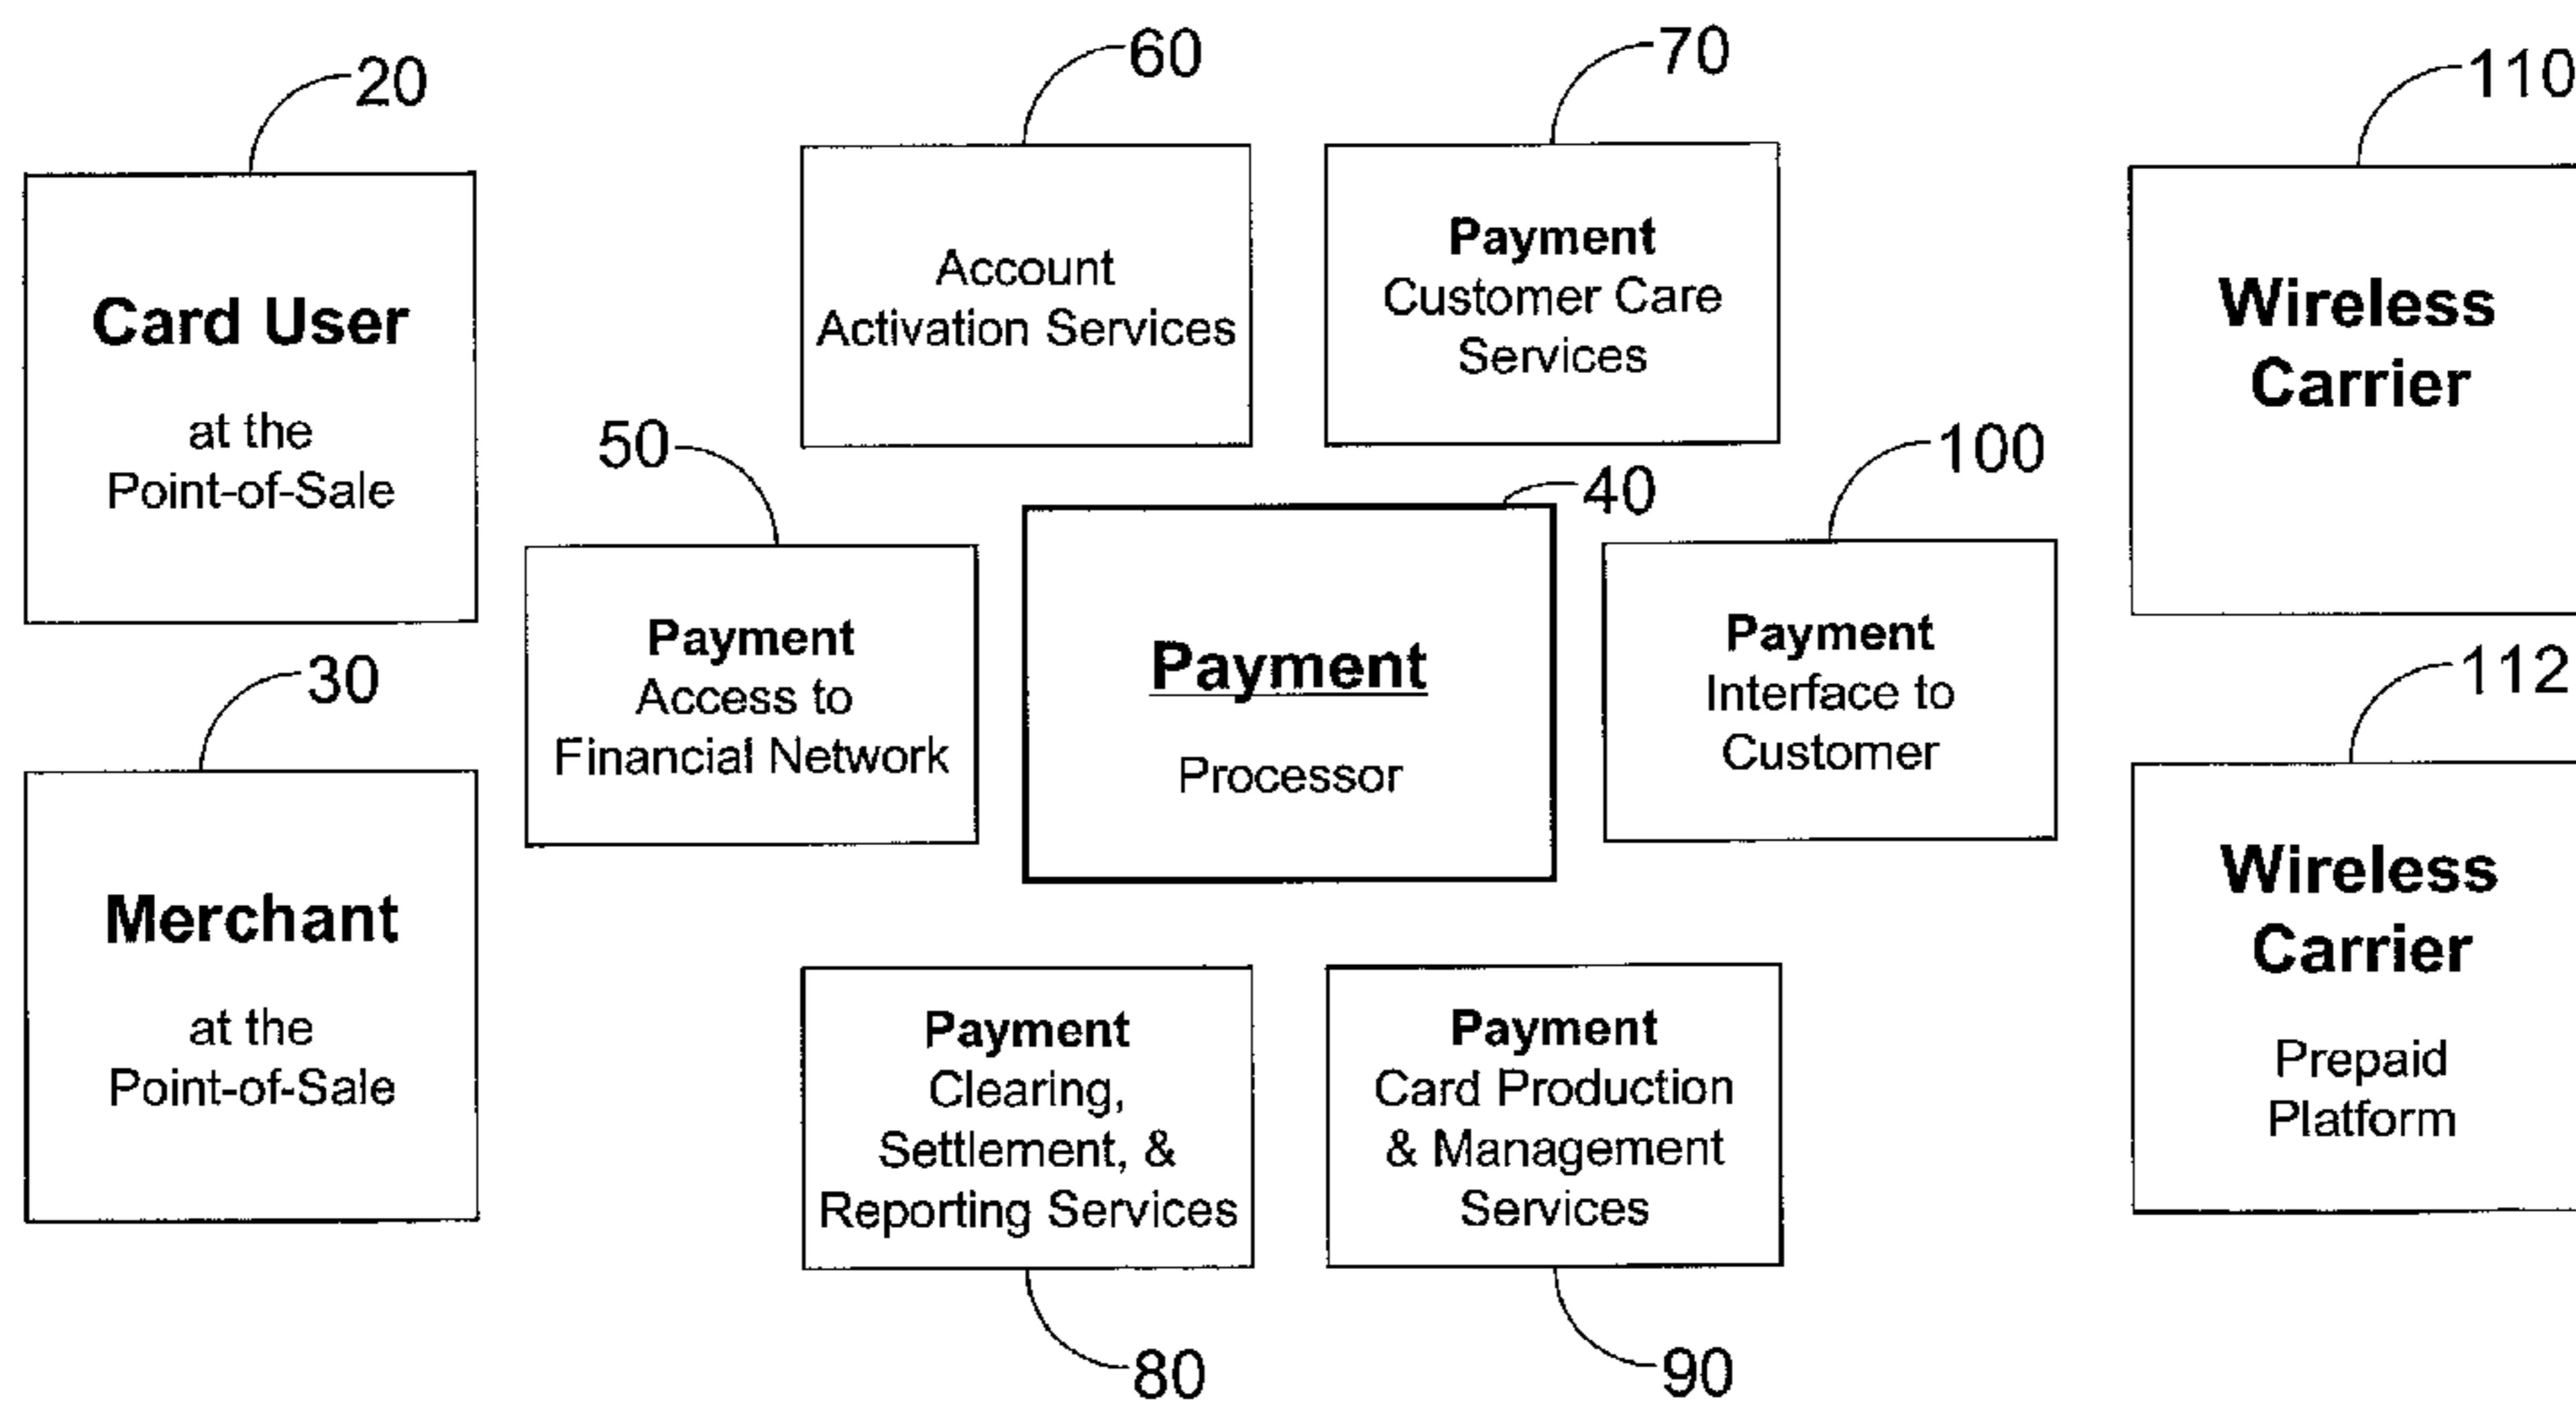 20
Card User
at the
Point-of-Sale
30
Merchant
at the
Point-of-Sale
60
Account
Activation Services
70
Payment
Customer Care
Services
50
Payment
Access to
Financial Network
40
Payment
Processor
100
Payment
Interface to
Customer
Payment
Clearing,
Settlement, &
Reporting Services
80
Payment
Card Production
& Management
Services
90
110
Wireless
Carrier
112
Wireless
Carrier
Prepaid
Platform